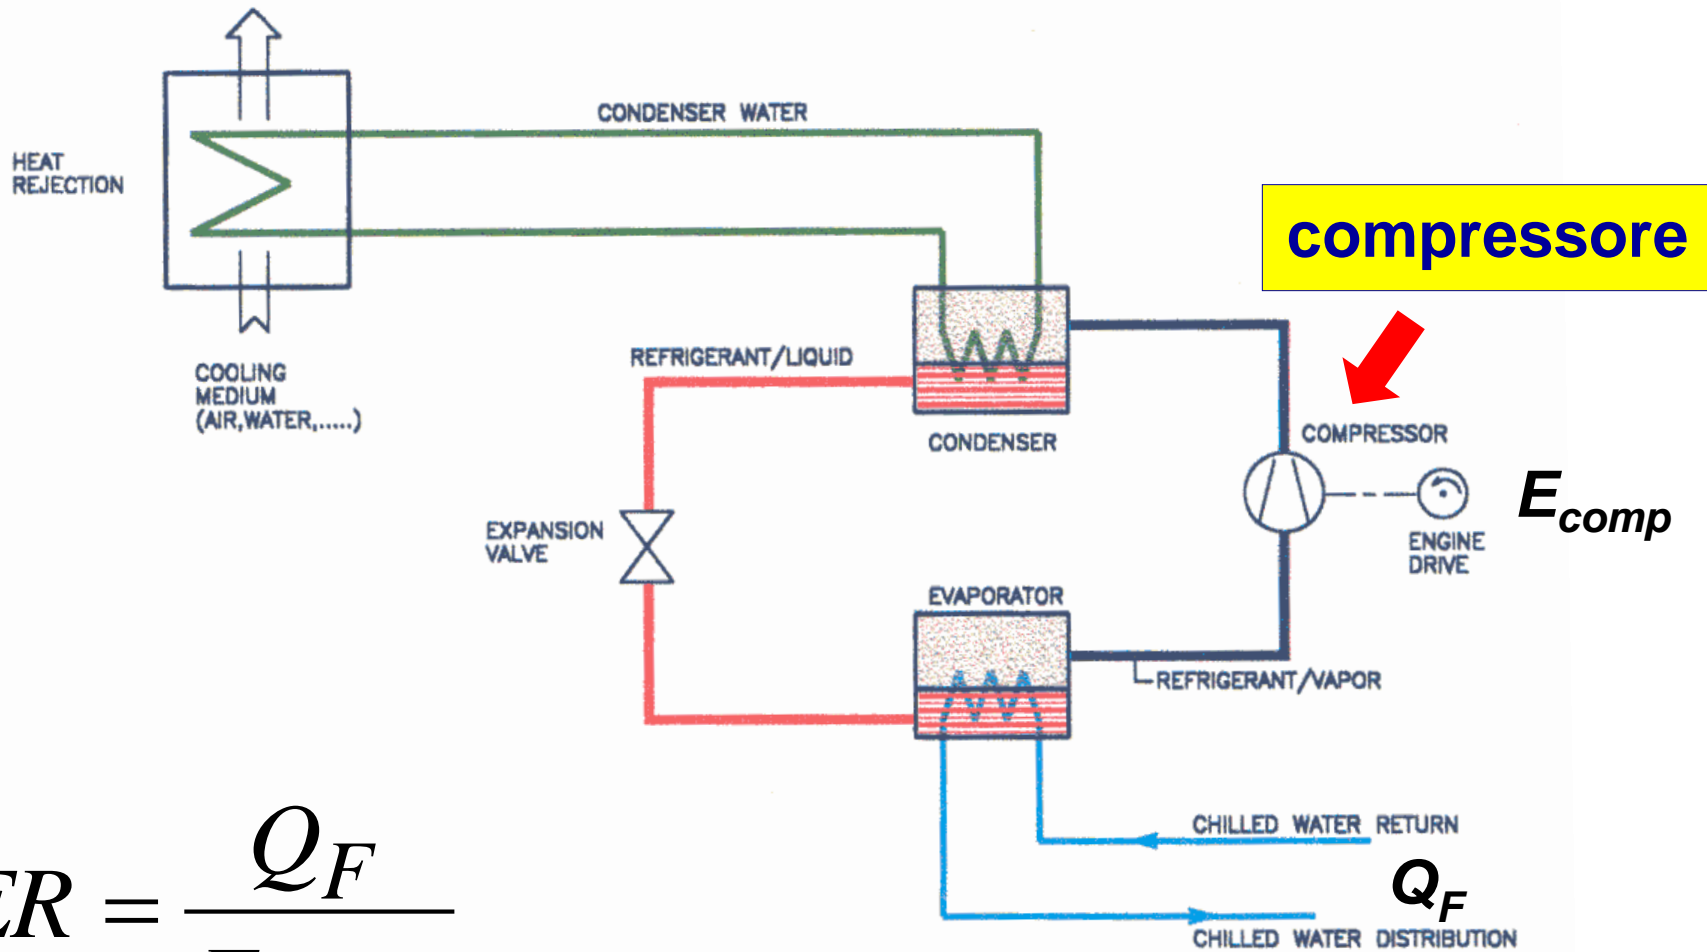 CONDENSER WATER
HEAT
REJECTION
compressore
REFRIGERANT/LIQUID
COOLING
MEDIUM
(AIR,WATER,.....)
CONDENSER
COMPRESSOR
E_comp
EXPANSION
VALVE
ENGINE
DRIVE
EVAPORATOR
REFRIGERANT/VAPOR
CHILLED WATER RETURN
Q_F
CHILLED WATER DISTRIBUTION
ER = Q_F